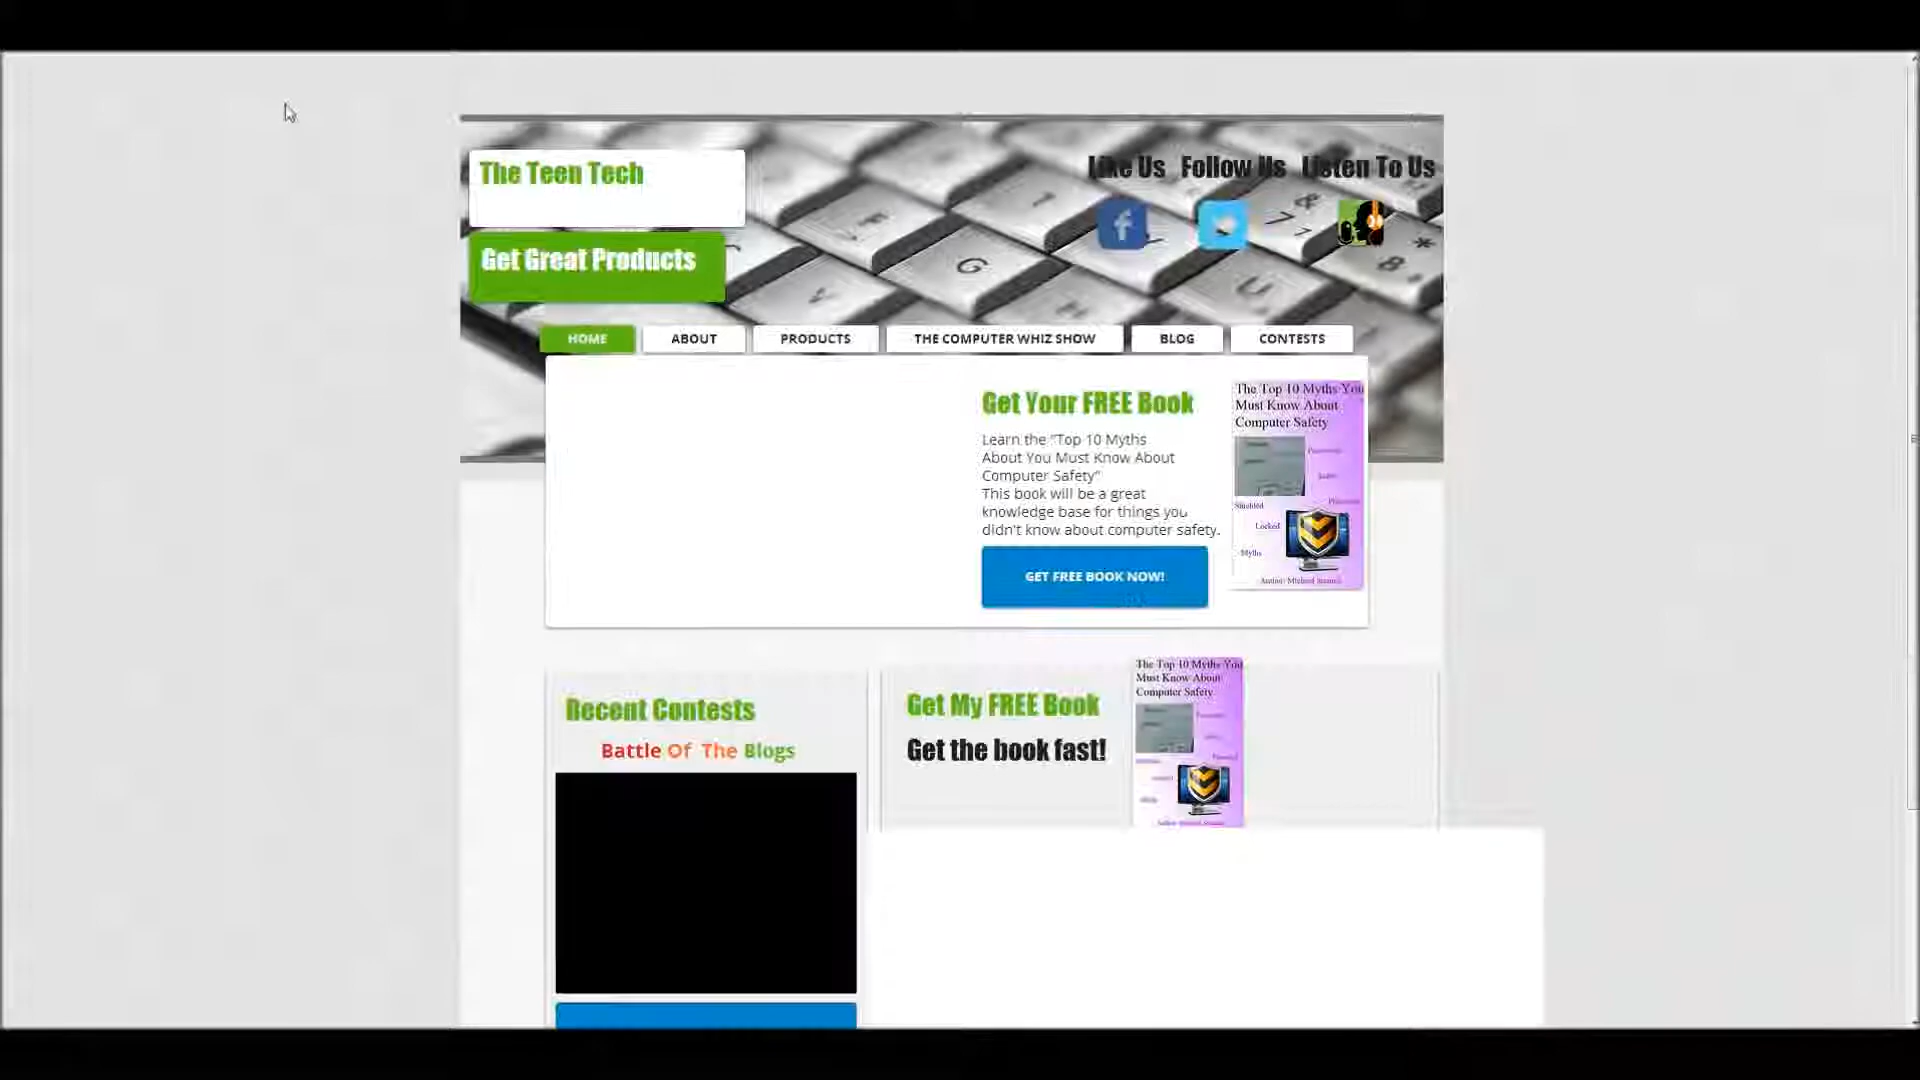 The Teen Tech
Like Us Follow Us Listen To Us
Get Great Products
HOME ABOUT PRODUCTS THE COMPUTER WHIZ SHOW BLOG CONTESTS
Get Your FREE Book
Learn the "Top 10 Myths
About You Must Know About
Computer Safety"
This book will be a great
knowledge base for things you
didn't know about computer safety.
GET FREE BOOK NOW!
The Top 10 Myths You
Must Know About
Computer Safety
Shielded
Locked
Myths
Recent Contests
Battle Of The Blogs
Get My FREE Book
Get the book fast!
The Top 10 Myths You
Must Know About
Computer Safety